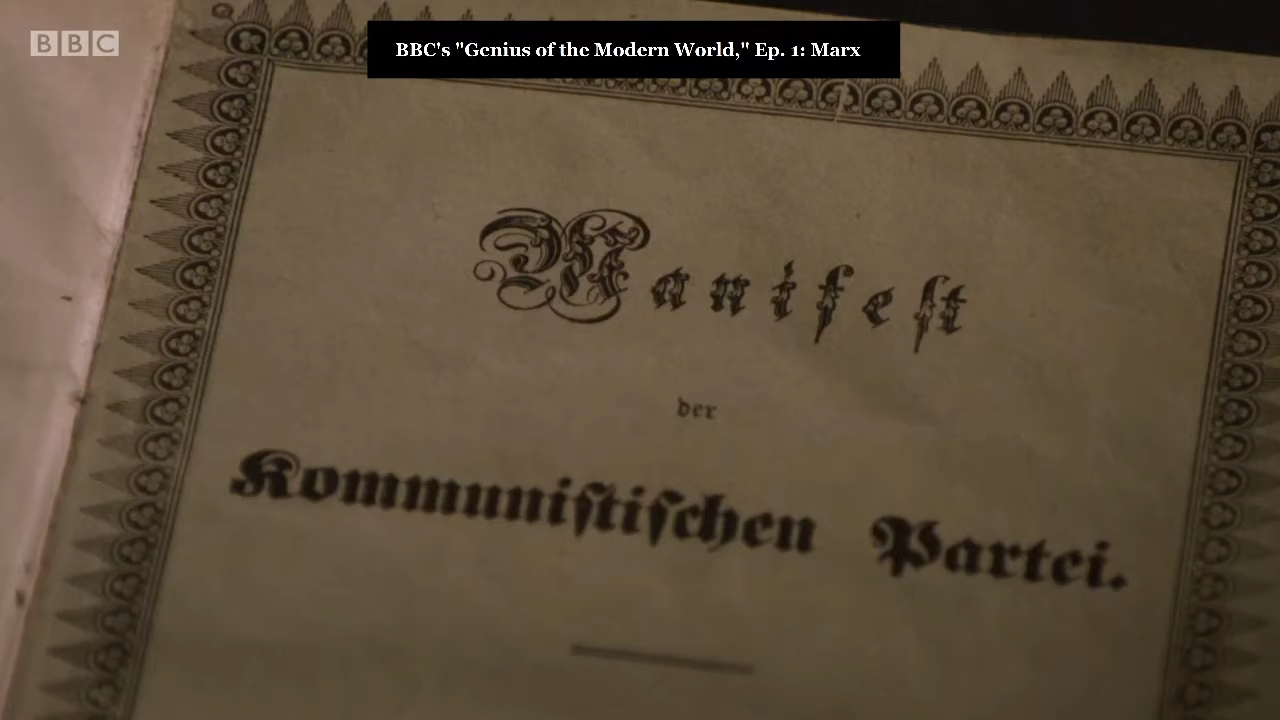 BBC
BBC's "Genius of the Modern World," Ep. 1: Marx
Manifeſt
der
Kommuniſtiſchen Partei.